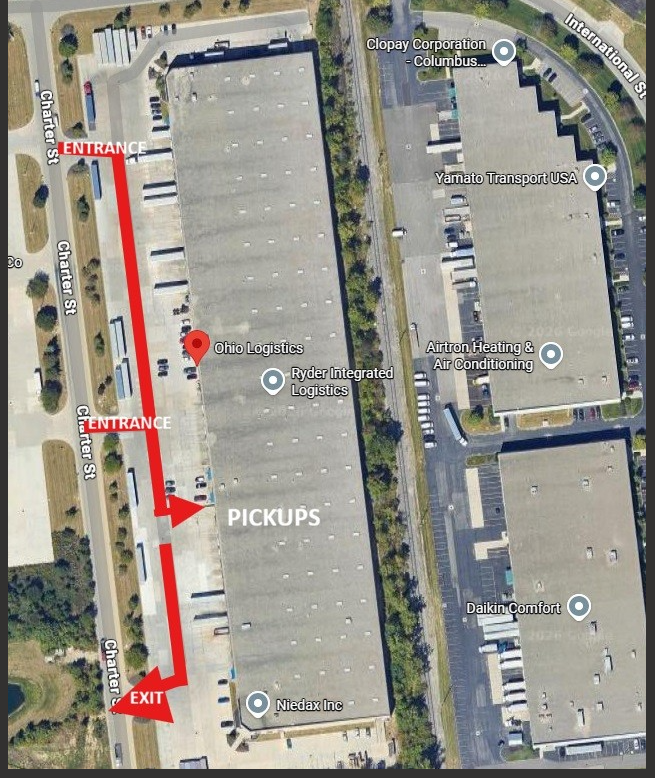 International St
Clopay Corporation
- Columbus...
Charter St
ENTRANCE
Yamato Transport USA
Charter St
Co
Ohio Logistics
Airtron Heating &
Air Conditioning
Ryder Integrated
Logistics
ENTRANCE
Charter St
PICKUPS
Daikin Comfort
Charter S
EXIT
Niedax Inc